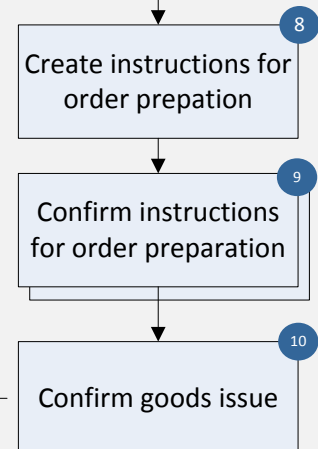 8
Create instructions for
order prepation
9
Confirm instructions
for order preparation
10
Confirm goods issue